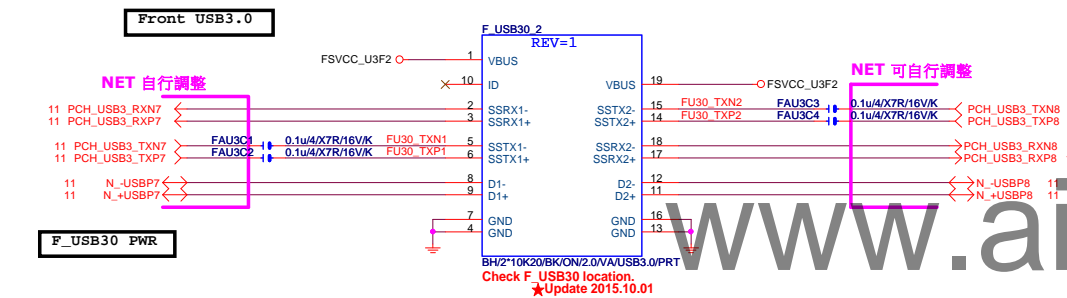 Front USB3.0
F_USB30_2
REV=1
FSVCC_U3F2 1 VBUS
10 ID
VBUS 19 FSVCC_U3F2
NET 自行調整
NET 可自行調整
11 PCH_USB3_RXN7 2 SSRX1-
11 PCH_USB3_RXP7 3 SSRX1+
SSTX2- 15 FU30_TXN2 FAU3C3 0.1u/4/X7R/16V/K PCH_USB3_TXN8
SSTX2+ 14 FU30_TXP2 FAU3C4 0.1u/4/X7R/16V/K PCH_USB3_TXP8
11 PCH_USB3_TXN7 FAU3C1 0.1u/4/X7R/16V/K FU30_TXN1 5 SSTX1-
11 PCH_USB3_TXP7 FAU3C2 0.1u/4/X7R/16V/K FU30_TXP1 6 SSTX1+
SSRX2- 18 PCH_USB3_RXN8 11
SSRX2+ 17 PCH_USB3_RXP8 11
11 N_-USBP7 8 D1-
11 N_+USBP7 9 D1+
D2- 12 N_-USBP8 11
D2+ 11 N_+USBP8 11
7 GND
4 GND
GND 16
GND 13
F_USB30 PWR
BH/2*10K20/BK/ON/2.0/VA/USB3.0/PRT
Check F_USB30 location.
★Update 2015.10.01
www.ai